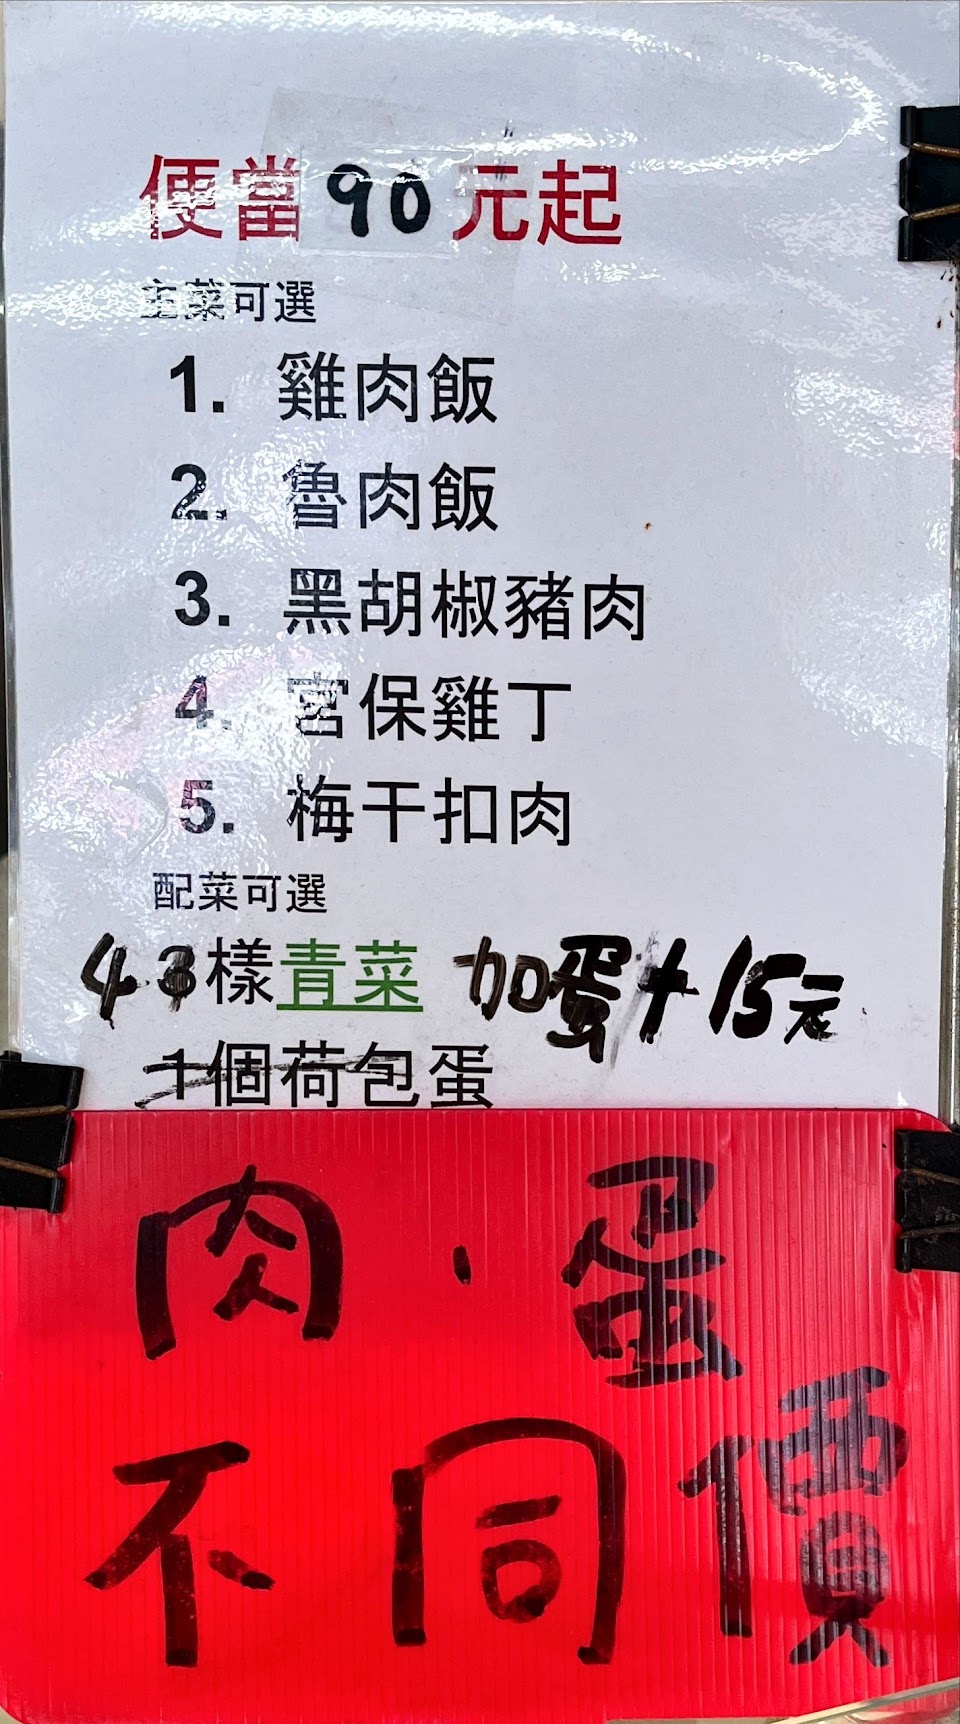 便當90元起
主菜可選
1. 雞肉飯
2. 魯肉飯
3. 黑胡椒豬肉
4. 宮保雞丁
5. 梅干扣肉
配菜可選
4 3樣青菜 加蛋+15元
1個荷包蛋
肉．蛋
不同價